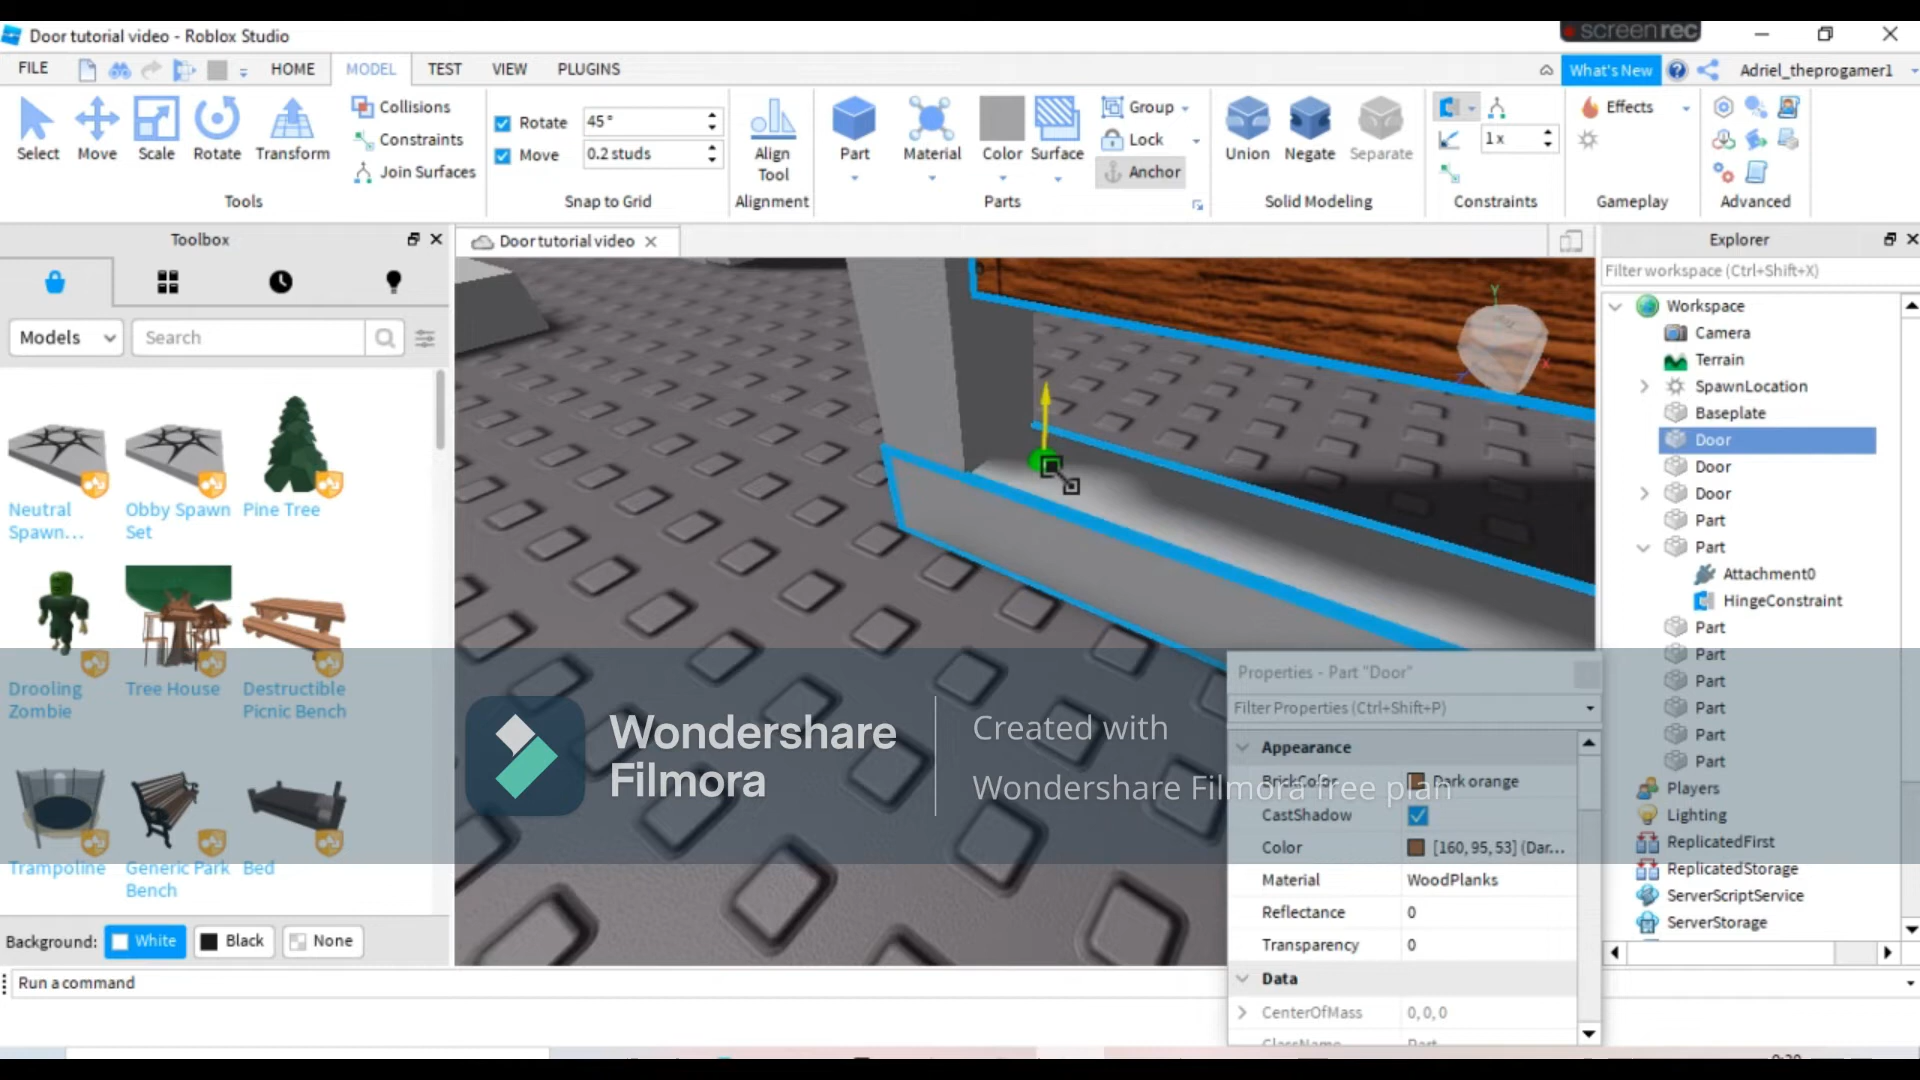 screenrec
Door tutorial video - Roblox Studio
FILE HOME MODEL TEST VIEW PLUGINS What's New Adriel_theprogamer1
Select Move Scale Rotate Transform
Collisions
Constraints
Join Surfaces
Tools
Rotate 45°
Move 0.2 studs
Snap to Grid
Align
Tool
Alignment
Part Material Color Surface
Group
Lock
Anchor
Parts
Union Negate Separate
Solid Modeling
1x
Constraints
Effects
Gameplay
Advanced
Toolbox
Door tutorial video
Explorer
Models Search
Filter workspace (Ctrl+Shift+X)
Neutral
Spawn...
Obby Spawn
Set
Pine Tree
Drooling
Zombie
Tree House
Destructible
Picnic Bench
Trampoline
Generic Park
Bench
Bed
Background: White Black None
Y
Workspace
Camera
Terrain
SpawnLocation
Baseplate
Door
Door
Door
Part
Part
Attachment0
HingeConstraint
Part
Part
Part
Part
Part
Part
Players
Lighting
ReplicatedFirst
ReplicatedStorage
ServerScriptService
ServerStorage
Wondershare
Filmora
Created with
Wondershare Filmora free plan
Properties - Part "Door"
Filter Properties (Ctrl+Shift+P)
Appearance
BrickColor Dark orange
CastShadow
Color [160, 95, 53] (Dar...
Material WoodPlanks
Reflectance 0
Transparency 0
Data
CenterOfMass 0, 0, 0
Run a command